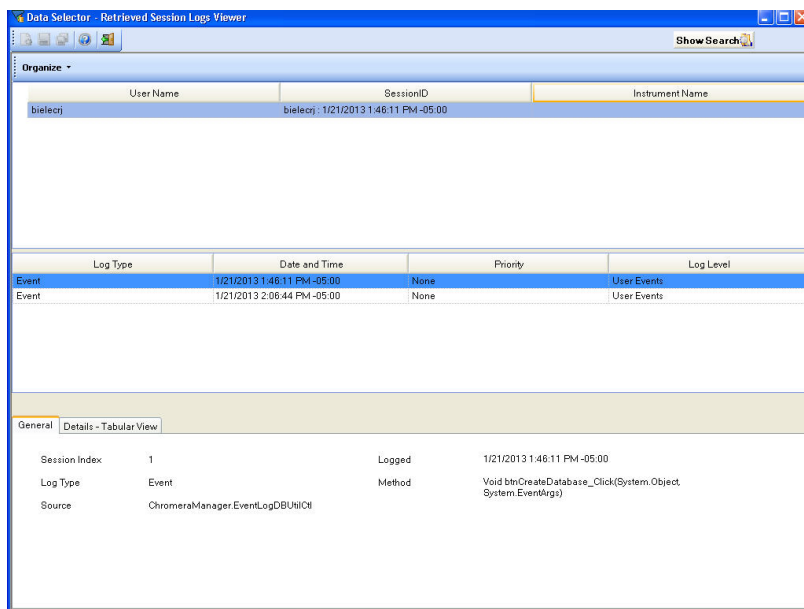 Data Selector - Retrieved Session Logs Viewer
Show Search
Organize
User Name SessionID Instrument Name
bielecrj bielecrj : 1/21/2013 1:46:11 PM -05:00
Log Type Date and Time Priority Log Level
Event 1/21/2013 1:46:11 PM -05:00 None User Events
Event 1/21/2013 2:06:44 PM -05:00 None User Events
General Details - Tabular View
Session Index 1 Logged 1/21/2013 1:46:11 PM -05:00
Log Type Event Method Void btnCreateDatabase_Click(System.Object,
System.EventArgs)
Source ChromeraManager.EventLogDBUtilCtl